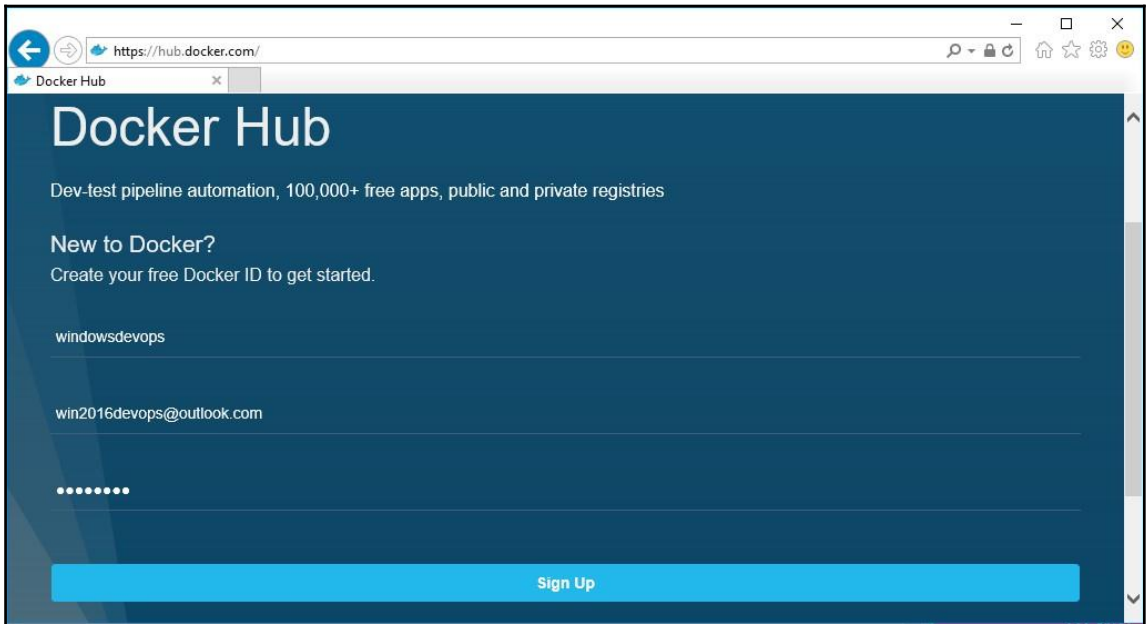 https://hub.docker.com/
Docker Hub
Docker Hub
Dev-test pipeline automation, 100,000+ free apps, public and private registries
New to Docker?
Create your free Docker ID to get started.
windowsdevops
win2016devops@outlook.com
••••••••
Sign Up